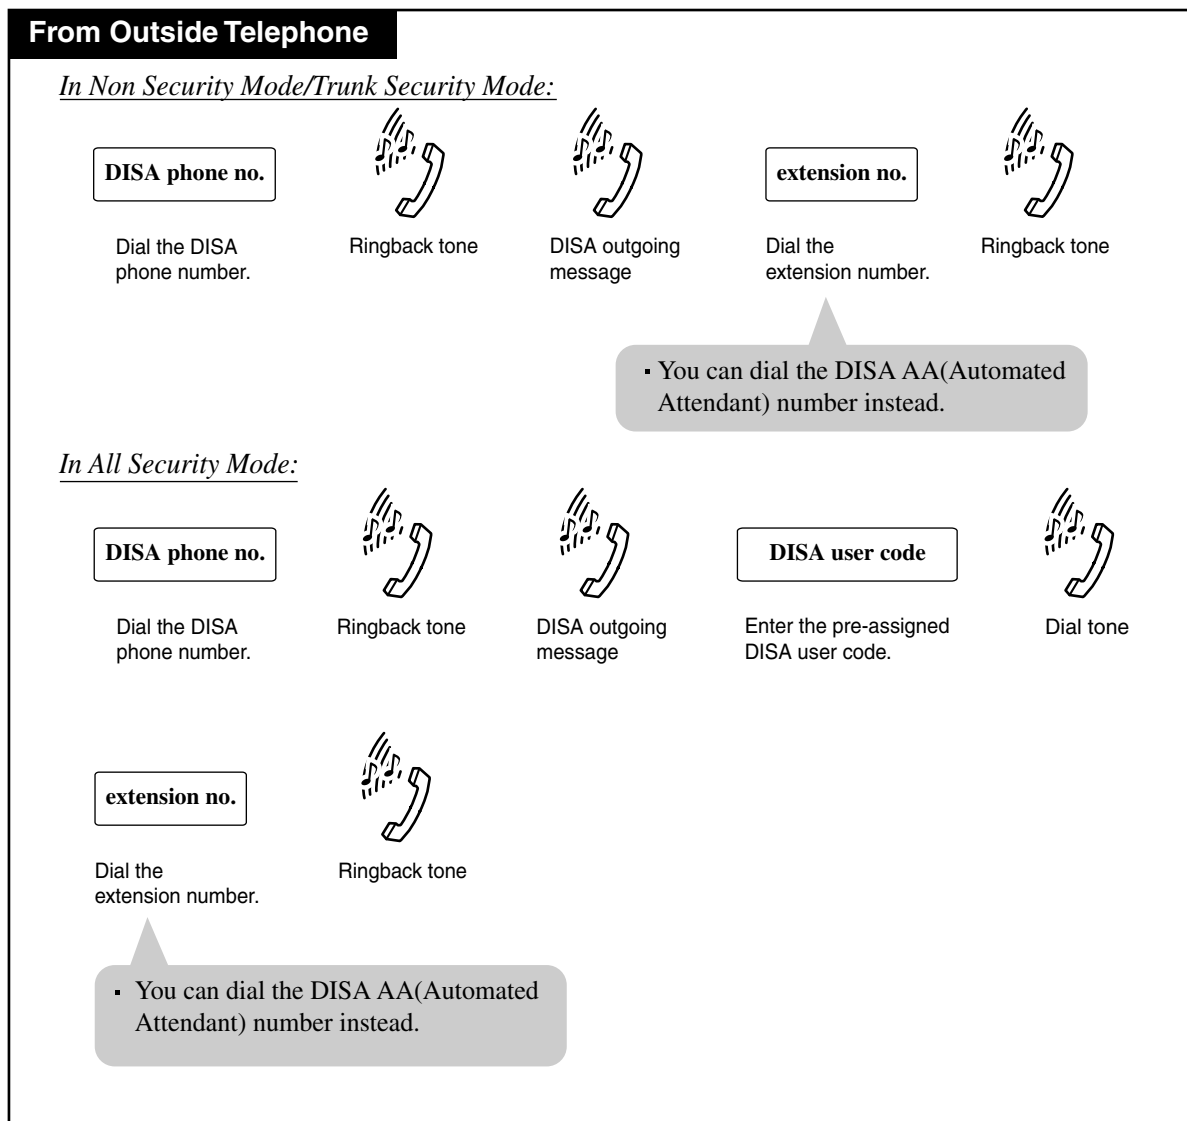 From Outside Telephone
In Non Security Mode/Trunk Security Mode:
DISA phone no.
extension no.
Dial the DISA
phone number.
Ringback tone
DISA outgoing
message
Dial the
extension number.
Ringback tone
▪ You can dial the DISA AA(Automated
Attendant) number instead.
In All Security Mode:
DISA phone no.
DISA user code
Dial the DISA
phone number.
Ringback tone
DISA outgoing
message
Enter the pre-assigned
DISA user code.
Dial tone
extension no.
Dial the
extension number.
Ringback tone
▪ You can dial the DISA AA(Automated
Attendant) number instead.